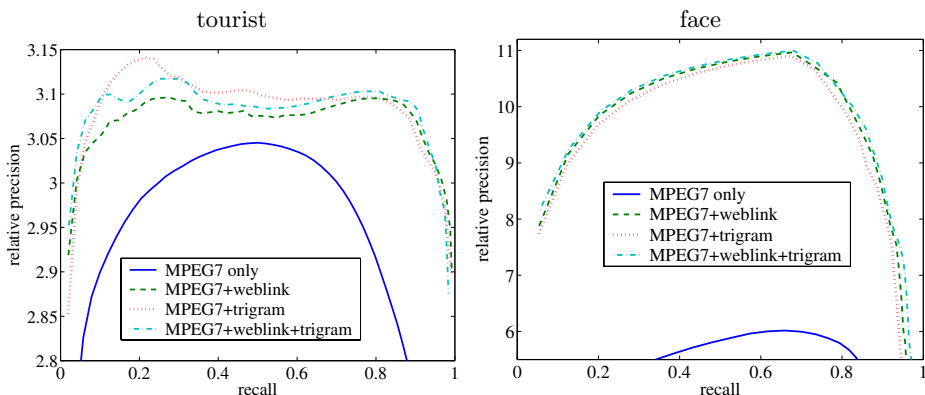 tourist
relative precision
3.15
3.1
3.05
3
2.95
2.9
2.85
2.8
0
0.2
0.4
0.6
0.8
1
recall
MPEG7 only
MPEG7+weblink
MPEG7+trigram
MPEG7+weblink+trigram
face
relative precision
11
10
9
8
7
6
0
0.2
0.4
0.6
0.8
1
recall
MPEG7 only
MPEG7+weblink
MPEG7+trigram
MPEG7+weblink+trigram